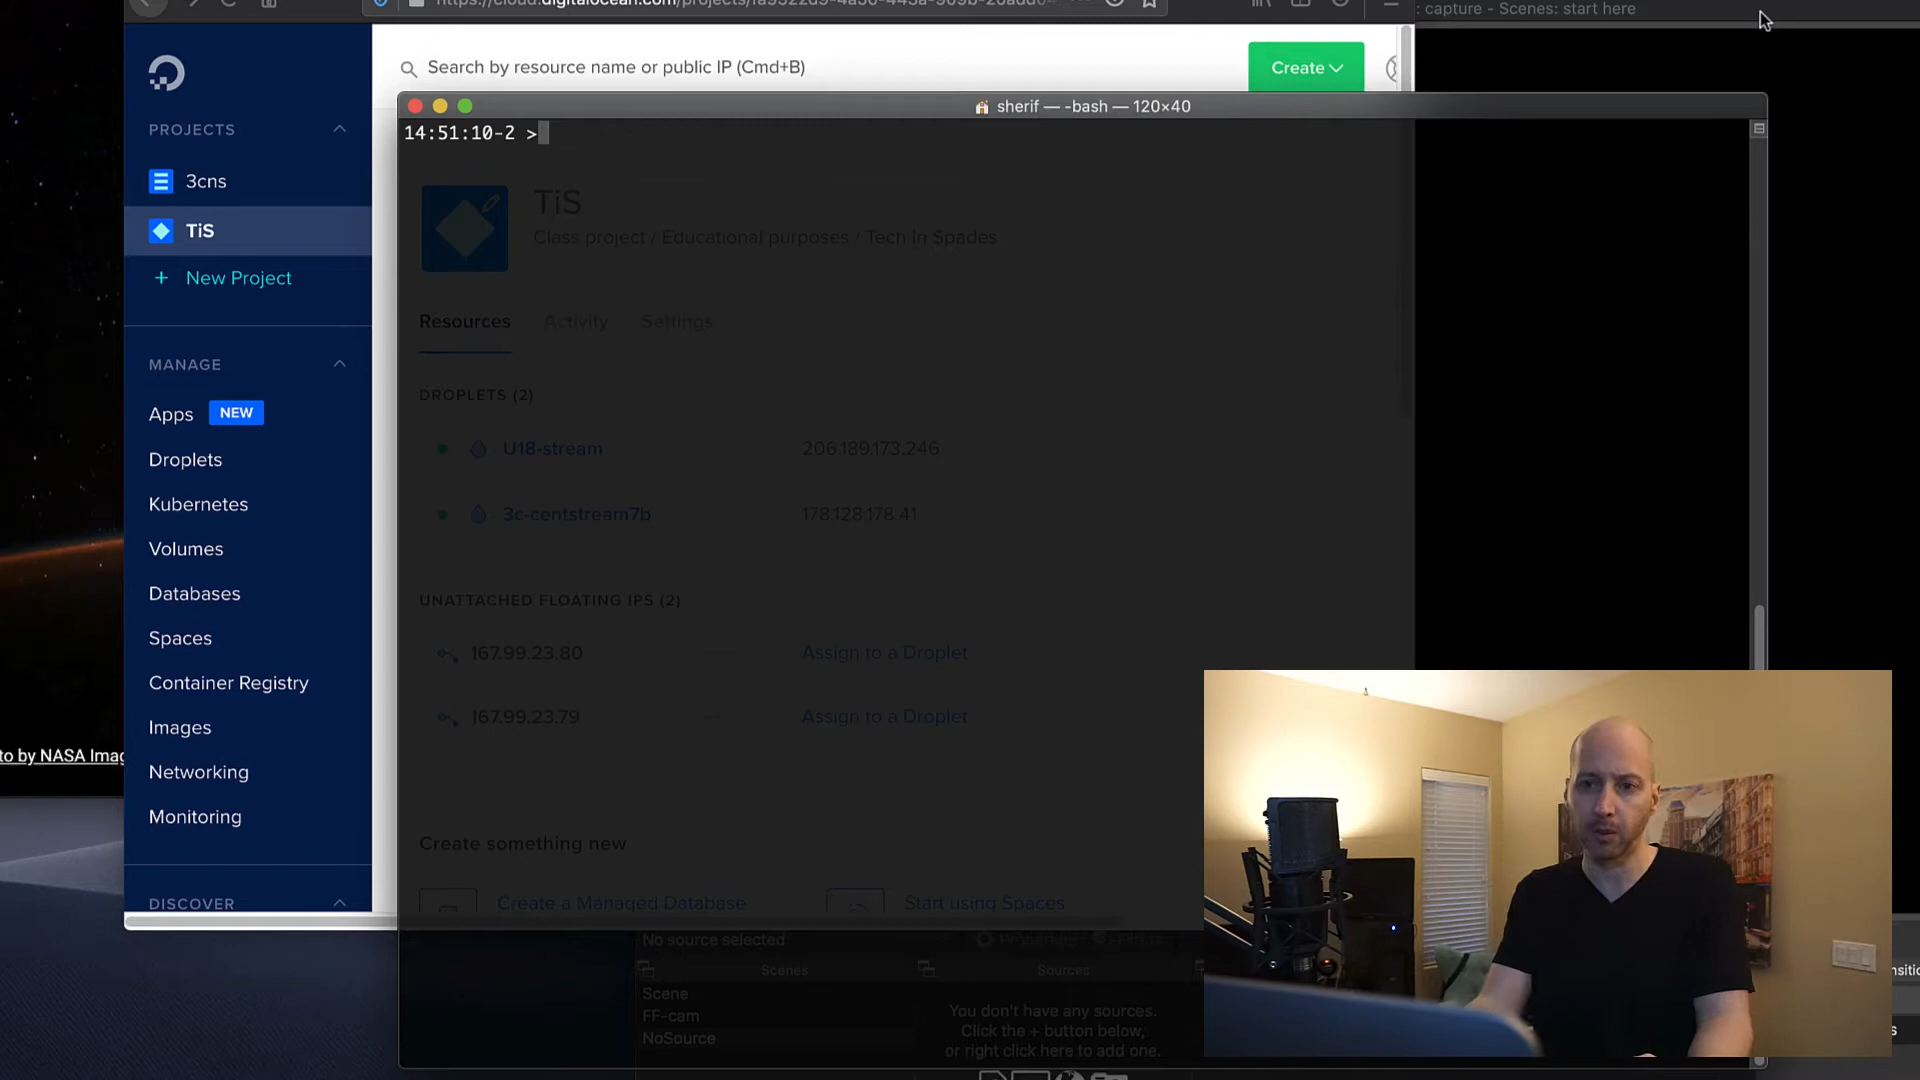 : capture - Scenes: start here
Search by resource name or public IP (Cmd+B)
Create
sherif — -bash — 120×40
14:51:10-2 >
PROJECTS
3cns
TiS
New Project
MANAGE
Apps NEW
Droplets
Kubernetes
Volumes
Databases
Spaces
Container Registry
Images
Networking
Monitoring
DISCOVER
TiS
Class project / Educational purposes / Tech In Spades
Resources Activity Settings
DROPLETS (2)
U18-stream 206.189.173.246
3c-centstream7b 178.128.178.41
UNATTACHED FLOATING IPS (2)
167.99.23.80 Assign to a Droplet
167.99.23.79 Assign to a Droplet
Create something new
Create a Managed Database Start using Spaces
to by NASA Imag
No source selected
Scenes Sources
Scene
FF-cam
NoSource
You don't have any sources.
Click the + button below,
or right click here to add one.